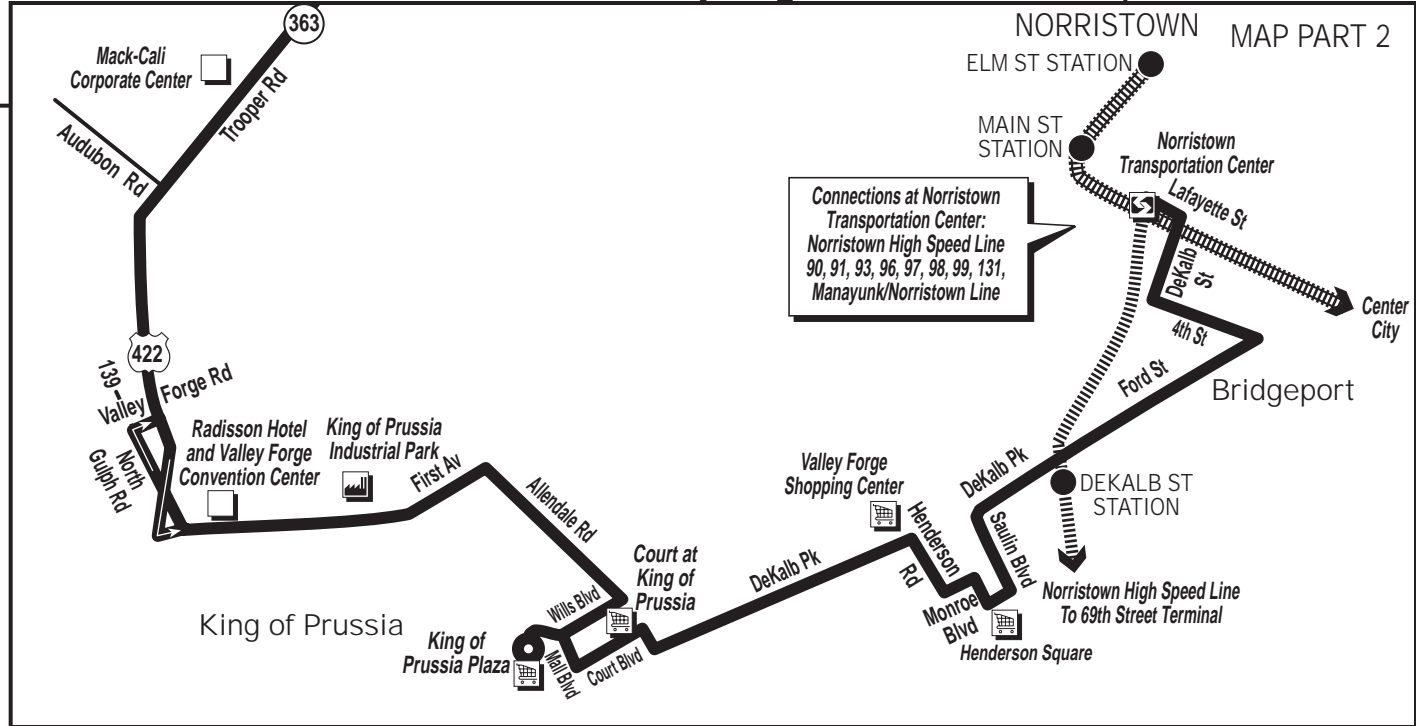 363
NORRISTOWN
MAP PART 2
Mack-Cali
Corporate Center
Trooper Rd
Audubon Rd
ELM ST STATION
MAIN ST
STATION
Norristown
Transportation Center
Lafayette St
Connections at Norristown
Transportation Center:
Norristown High Speed Line
90, 91, 93, 96, 97, 98, 99, 131,
Manayunk/Norristown Line
DeKalb
St
4th St
Center
City
422
139
Valley Forge Rd
North
Gulph Rd
Radisson Hotel
and Valley Forge
Convention Center
King of Prussia
Industrial Park
First Av
Allendale Rd
Ford St
Bridgeport
Valley Forge
Shopping Center
DeKalb Pk
DEKALB ST
STATION
Henderson
Rd
Saulin Blvd
Monroe
Blvd
Henderson Square
Norristown High Speed Line
To 69th Street Terminal
DeKalb Pk
Court at
King of
Prussia
Wills Blvd
King of Prussia
King of
Prussia Plaza
Mall Blvd
Court Blvd